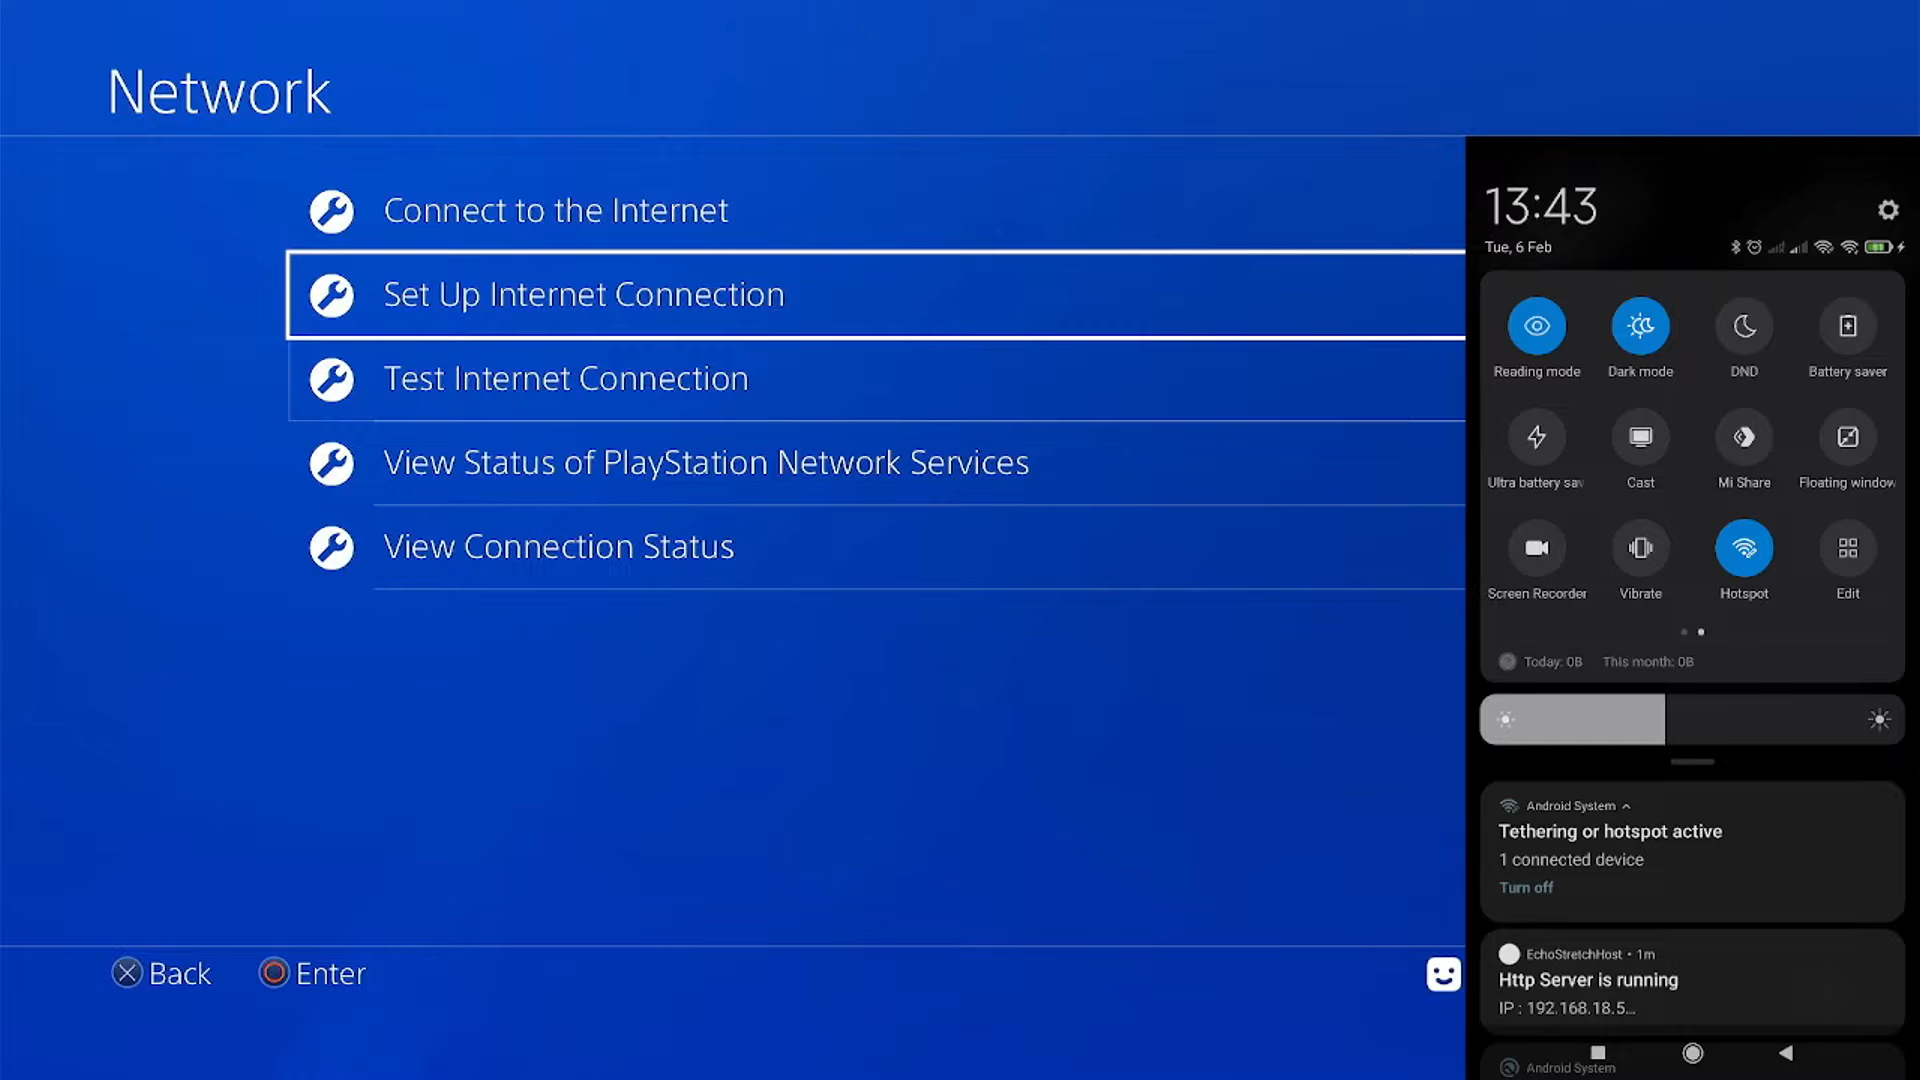 Network
Connect to the Internet
Set Up Internet Connection
Test Internet Connection
View Status of PlayStation Network Services
View Connection Status
Back
Enter
13:43
Tue, 6 Feb
Reading mode
Dark mode
DND
Battery saver
Ultra battery sav
Cast
Mi Share
Floating window
Screen Recorder
Vibrate
Hotspot
Edit
Today: 0B
This month: 0B
Android System
Tethering or hotspot active
1 connected device
Turn off
EchoStretchHost • 1m
Http Server is running
IP : 192.168.18.5...
Android System